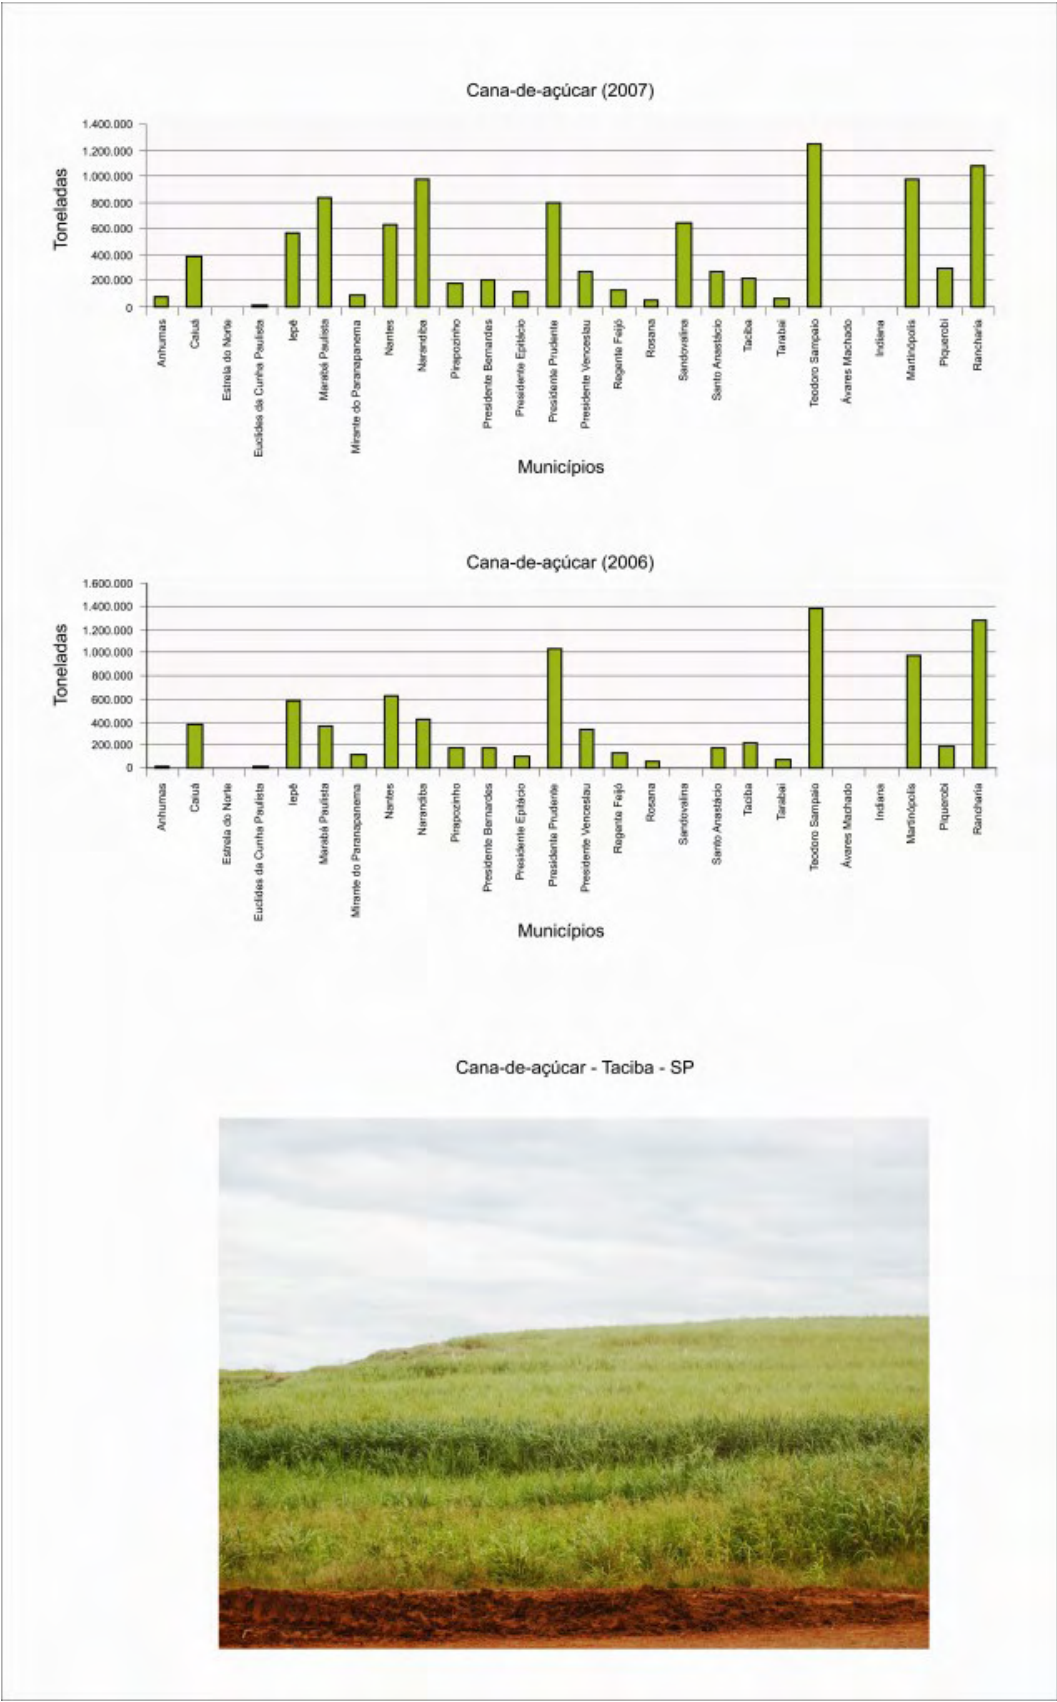 Cana-de-açúcar (2007)
Toneladas
1.400.000
1.200.000
1.000.000
800.000
600.000
400.000
200.000
0
Anhumas
Caiuá
Estrela do Norte
Euclides da Cunha Paulista
Iepê
Marabá Paulista
Mirante do Paranapanema
Nantes
Narandiba
Pirapozinho
Presidente Bernardes
Presidente Epitácio
Presidente Prudente
Presidente Venceslau
Regente Feijó
Rosana
Sandovalina
Santo Anastácio
Taciba
Tarabai
Teodoro Sampaio
Ávares Machado
Indiana
Martinópolis
Piquerobi
Rancharia
Municípios
Cana-de-açúcar (2006)
Toneladas
1.600.000
1.400.000
1.200.000
1.000.000
800.000
600.000
400.000
200.000
0
Anhumas
Caiuá
Estrela do Norte
Euclides da Cunha Paulista
Iepê
Marabá Paulista
Mirante do Paranapanema
Nantes
Narandiba
Pirapozinho
Presidente Bernardes
Presidente Epitácio
Presidente Prudente
Presidente Venceslau
Regente Feijó
Rosana
Sandovalina
Santo Anastácio
Taciba
Tarabai
Teodoro Sampaio
Ávares Machado
Indiana
Martinópolis
Piquerobi
Rancharia
Municípios
Cana-de-açúcar - Taciba - SP